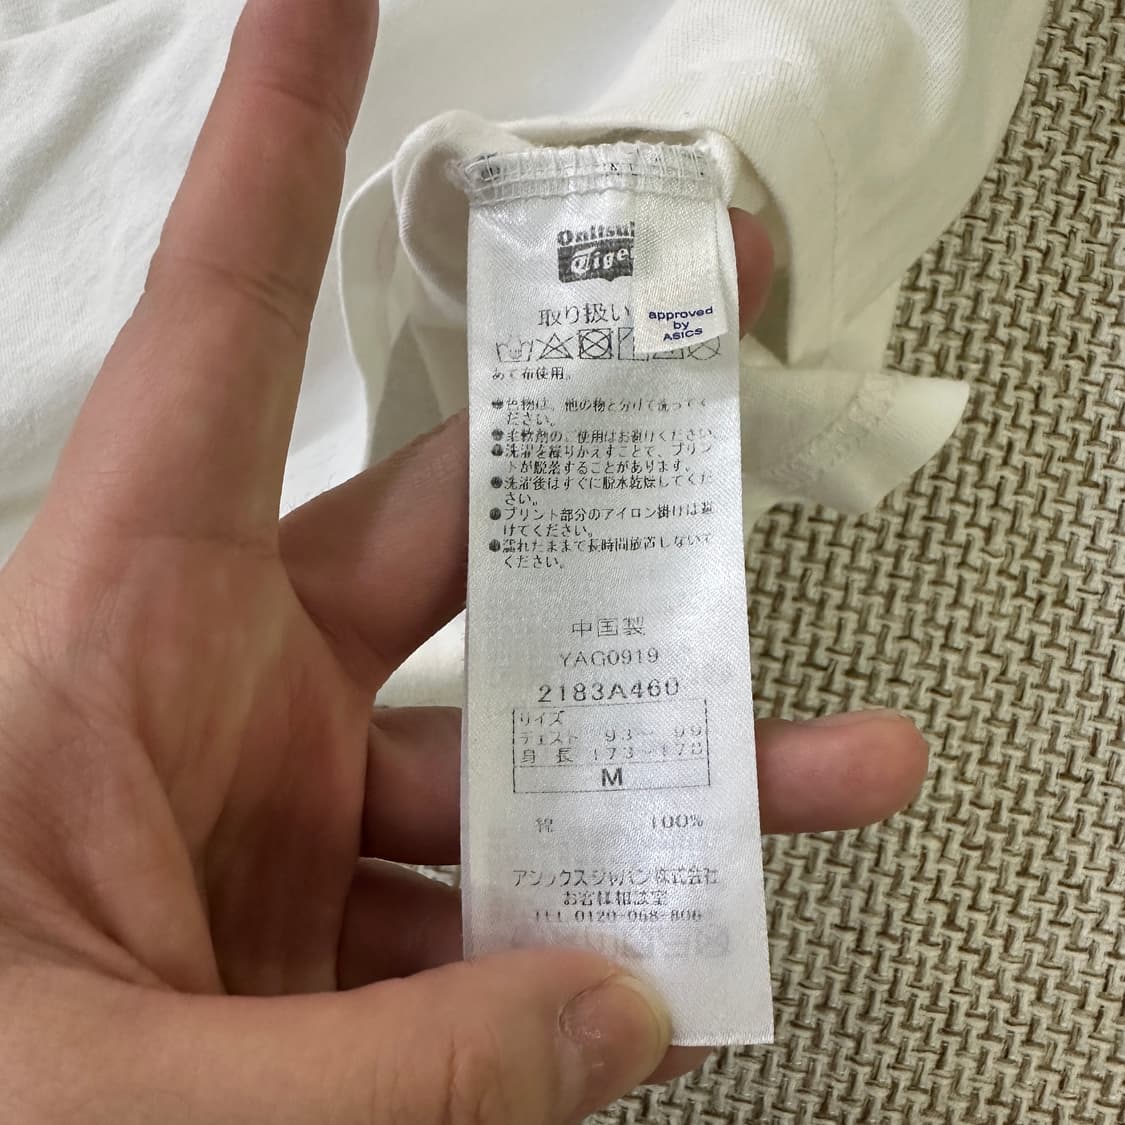 Onitsu
Tige
取り扱い
approved
by
ASICS
あて布使用。
●色物は、他の物と分けて洗ってく
ださい。
●柔軟剤のご使用はお避けください
●洗濯を繰りかえすことで、プリン
トが脱落することがあります。
●洗濯後はすぐに脱水乾燥してくだ
さい。
●プリント部分のアイロン掛けは避
けてください。
●濡れたままで長時間放置しないで
ください。
中国製
YAG0919
2183A460
サイズ
チェスト 93～ 99
身長 173～178
M
綿 100%
アシックスジャパン株式会社
お客様相談室
TEL 0120-068-806